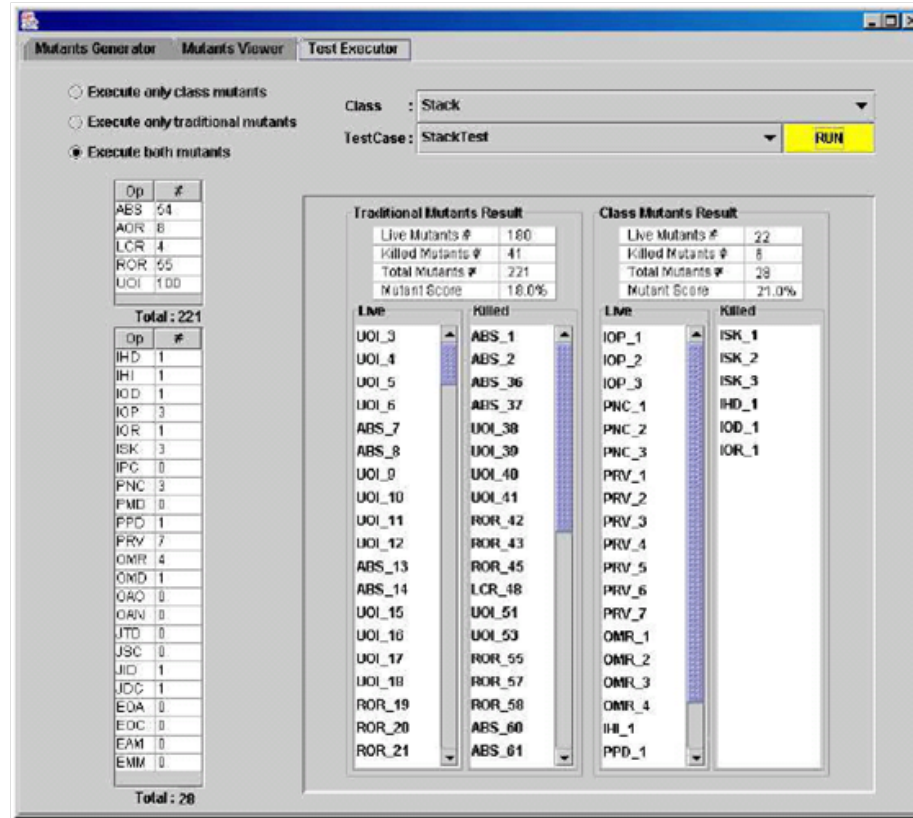 Mutants Generator Mutants Viewer Test Executor
Execute only class mutants
Execute only traditional mutants
Execute both mutants
Class : Stack
TestCase : StackTest RUN
Op #
ABS 54
AOR 8
LCR 4
ROR 55
UOI 100
Total : 221
Op #
IHD 1
IHI 1
IOD 1
IOP 3
IOR 1
ISK 3
IPC 0
PNC 3
PMD 0
PPD 1
PRV 7
OMR 4
OMD 1
OAO 0
OAN 0
JTD 0
JSC 0
JID 1
JDC 1
EOA 0
EOC 0
EAM 0
EMM 0
Total : 28
Traditional Mutants Result
Live Mutants # 180
Killed Mutants # 41
Total Mutants # 221
Mutant Score 18.0%
Live
UOI_3
UOI_4
UOI_5
UOI_6
ABS_7
ABS_8
UOI_9
UOI_10
UOI_11
UOI_12
ABS_13
ABS_14
UOI_15
UOI_16
UOI_17
UOI_18
ROR_19
ROR_20
ROR_21
Killed
ABS_1
ABS_2
ABS_36
ABS_37
UOI_38
UOI_39
UOI_40
UOI_41
ROR_42
ROR_43
ROR_45
LCR_48
UOI_51
UOI_53
ROR_55
ROR_57
ROR_58
ABS_60
ABS_61
Class Mutants Result
Live Mutants # 22
Killed Mutants # 6
Total Mutants # 28
Mutant Score 21.0%
Live
IOP_1
IOP_2
IOP_3
PNC_1
PNC_2
PNC_3
PRV_1
PRV_2
PRV_3
PRV_4
PRV_5
PRV_6
PRV_7
OMR_1
OMR_2
OMR_3
OMR_4
IHI_1
PPD_1
Killed
ISK_1
ISK_2
ISK_3
IHD_1
IOD_1
IOR_1